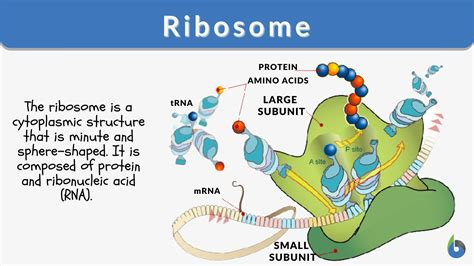 Ribosome
The ribosome is a
cytoplasmic structure
that is minute and
sphere-shaped. It is
composed of protein
and ribonucleic acid
(RNA).
tRNA
PROTEIN
AMINO ACIDS
LARGE
SUBUNIT
P site
A site
mRNA
SMALL
SUBUNIT